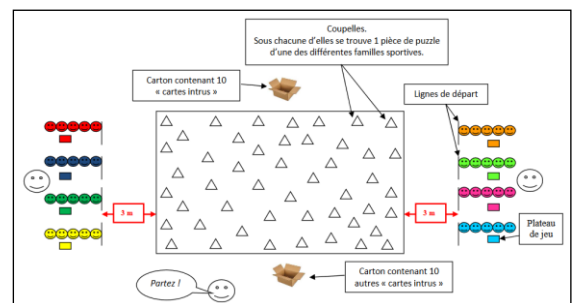 Coupelles.
Sous chacune d'elles se trouve 1 pièce de puzzle
d'une des différentes familles sportives.
Carton contenant 10
« cartes intrus »
Lignes de départ
3 m
3 m
Plateau
de jeu
Partez !
Carton contenant 10
autres « cartes intrus »